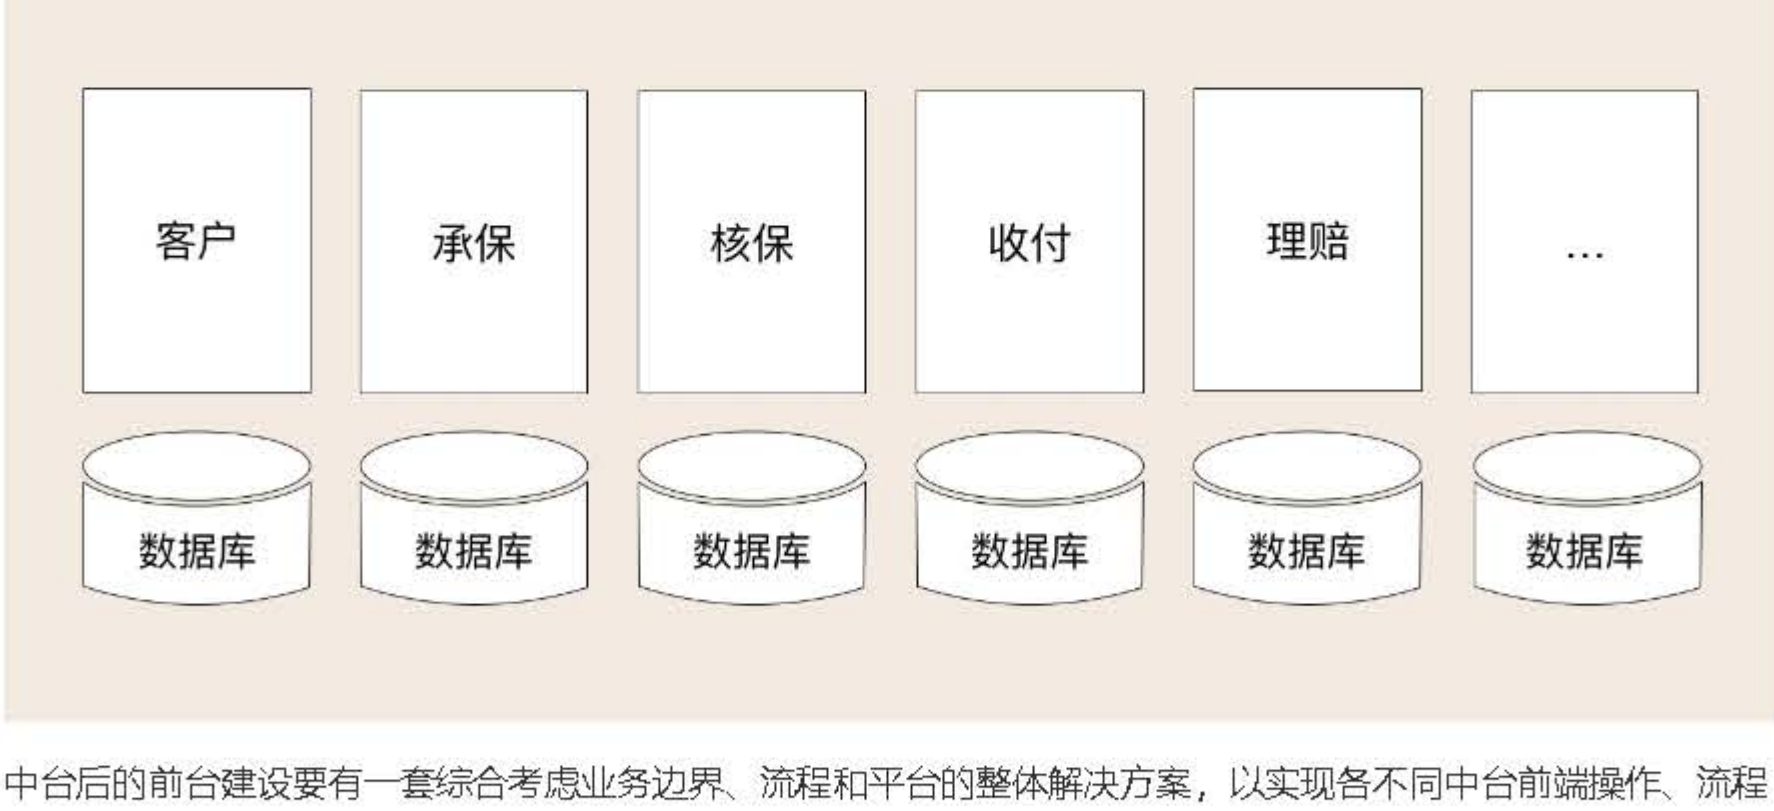 客户 承保 核保 收付 理赔 ...
数据库 数据库 数据库 数据库 数据库 数据库
中台后的前台建设要有一套综合考虑业务边界、流程和平台的整体解决方案，以实现各不同中台前端操作、流程